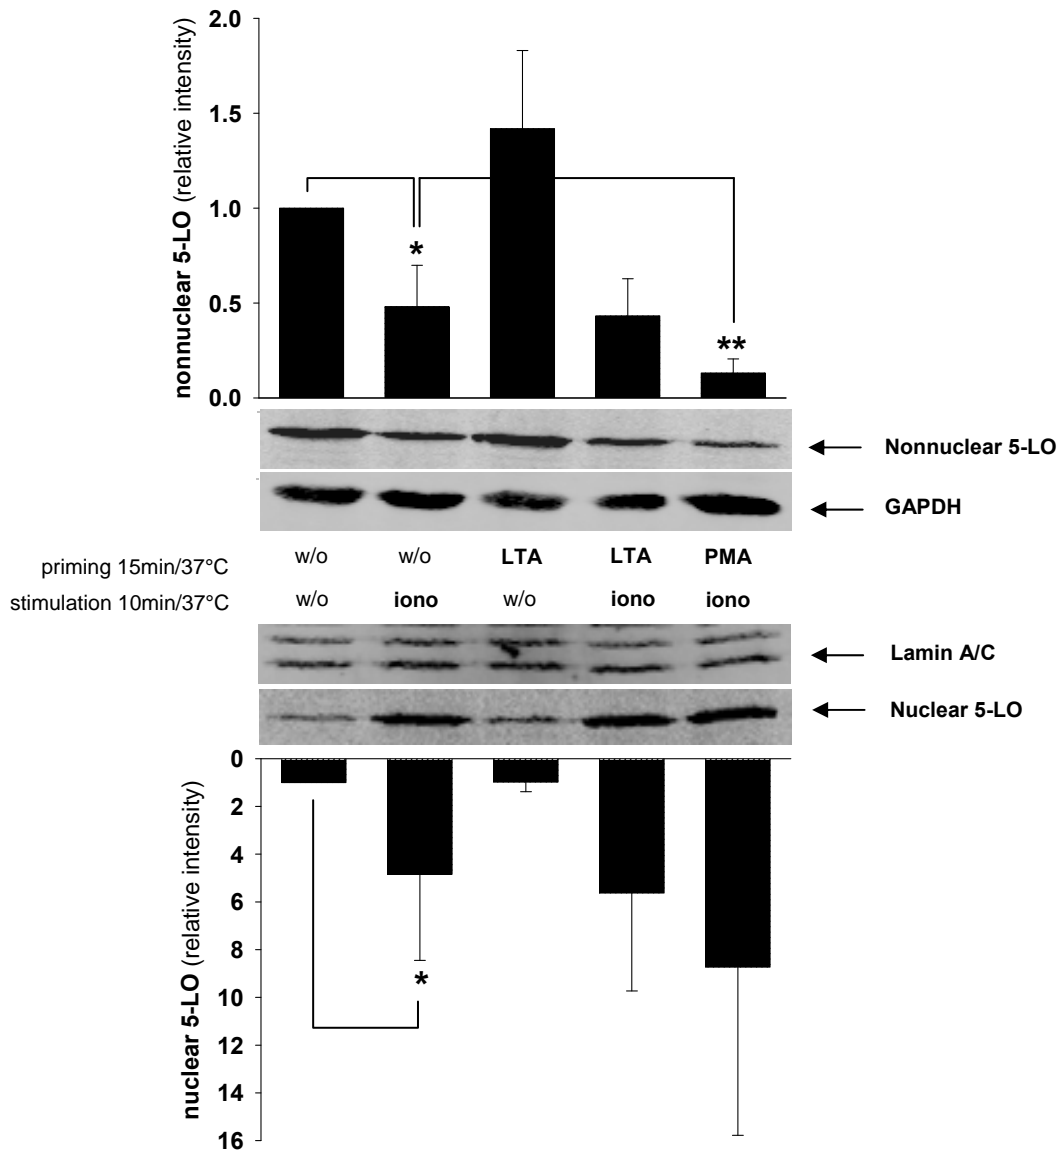 2.0
1.5
1.0
0.5
0.0
nonnuclear 5-LO (relative intensity)
*
**
Nonnuclear 5-LO
GAPDH
priming 15min/37°C w/o w/o LTA LTA PMA
stimulation 10min/37°C w/o iono w/o iono iono
Lamin A/C
Nuclear 5-LO
0
2
4
6
8
10
12
14
16
nuclear 5-LO (relative intensity)
*